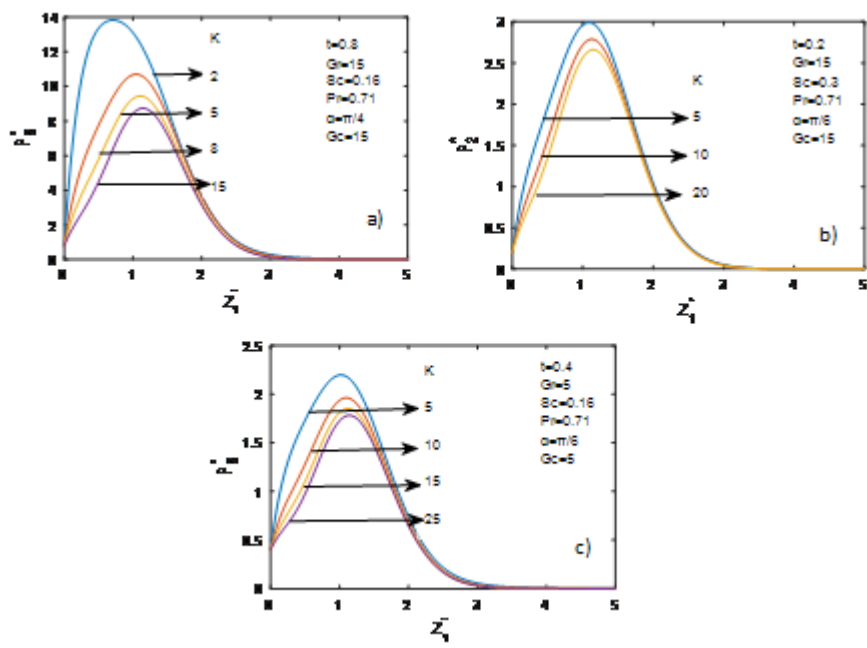 14
12
10
8
6
4
2
0
0 1 2 3 4 5
K
2
5
8
15
t=0.8
Gr=15
Sc=0.16
Pr=0.71
α=π/4
Gc=15
a)
3
2.5
2
1.5
1
0.5
0
0 1 2 3 4 5
K
5
10
20
t=0.2
Gr=15
Sc=0.3
Pr=0.71
α=π/6
Gc=15
b)
2.5
2
1.5
1
0.5
0
0 1 2 3 4 5
K
5
10
15
25
t=0.4
Gr=5
Sc=0.16
Pr=0.71
α=π/6
Gc=5
c)